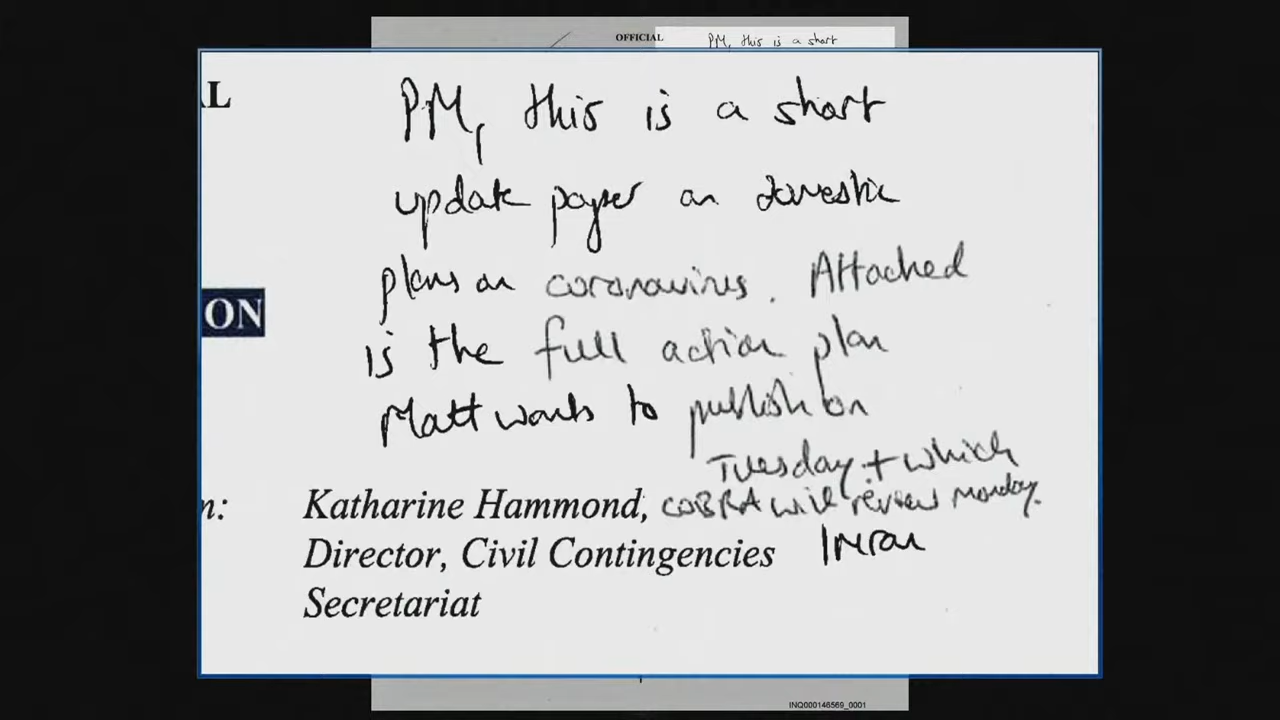 OFFICIAL
PM, this is a short
AL
PM, this is a short
update paper on domestic
plans on coronavirus. Attached
ON
is the full action plan
Matt wants to publish on
Tuesday + which
n: Katharine Hammond, COBRA will review Monday.
Director, Civil Contingencies Imran
Secretariat
INQ000146569_0001